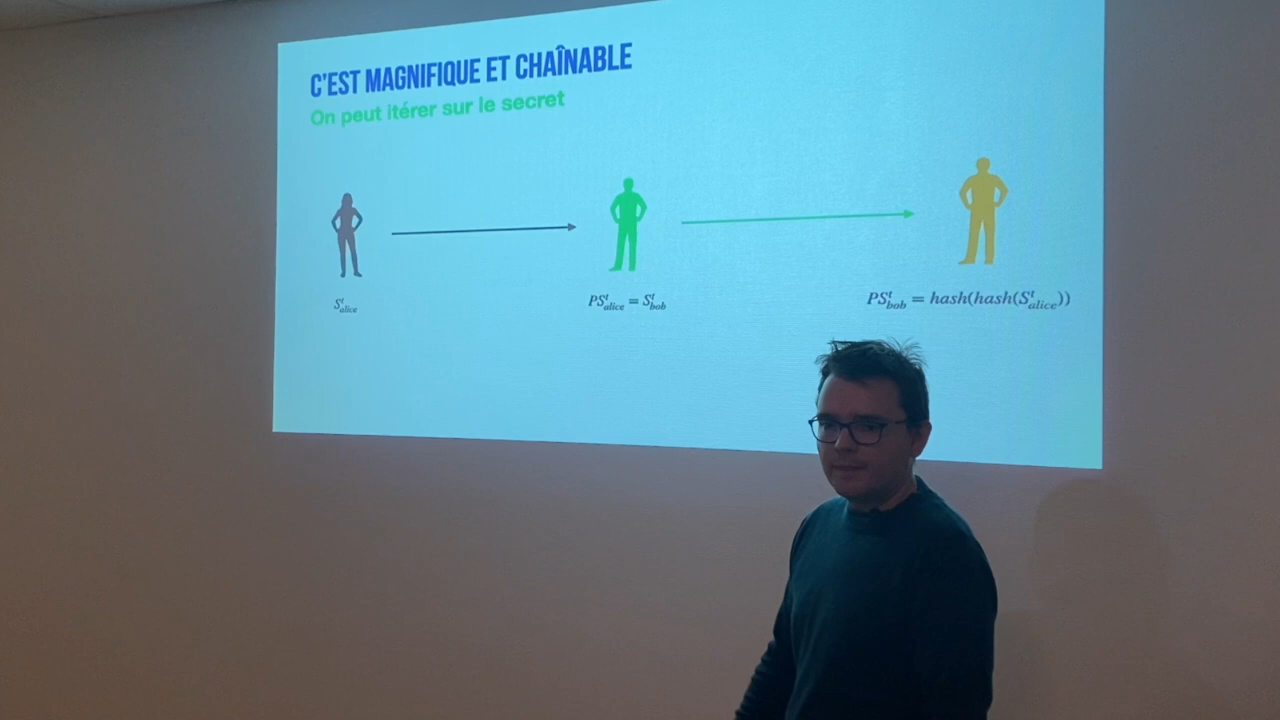 C'EST MAGNIFIQUE ET CHAÎNABLE
On peut itérer sur le secret
S^t_alice
PS^t_alice = S^t_bob
PS^t_bob = hash(hash(S^t_alice))